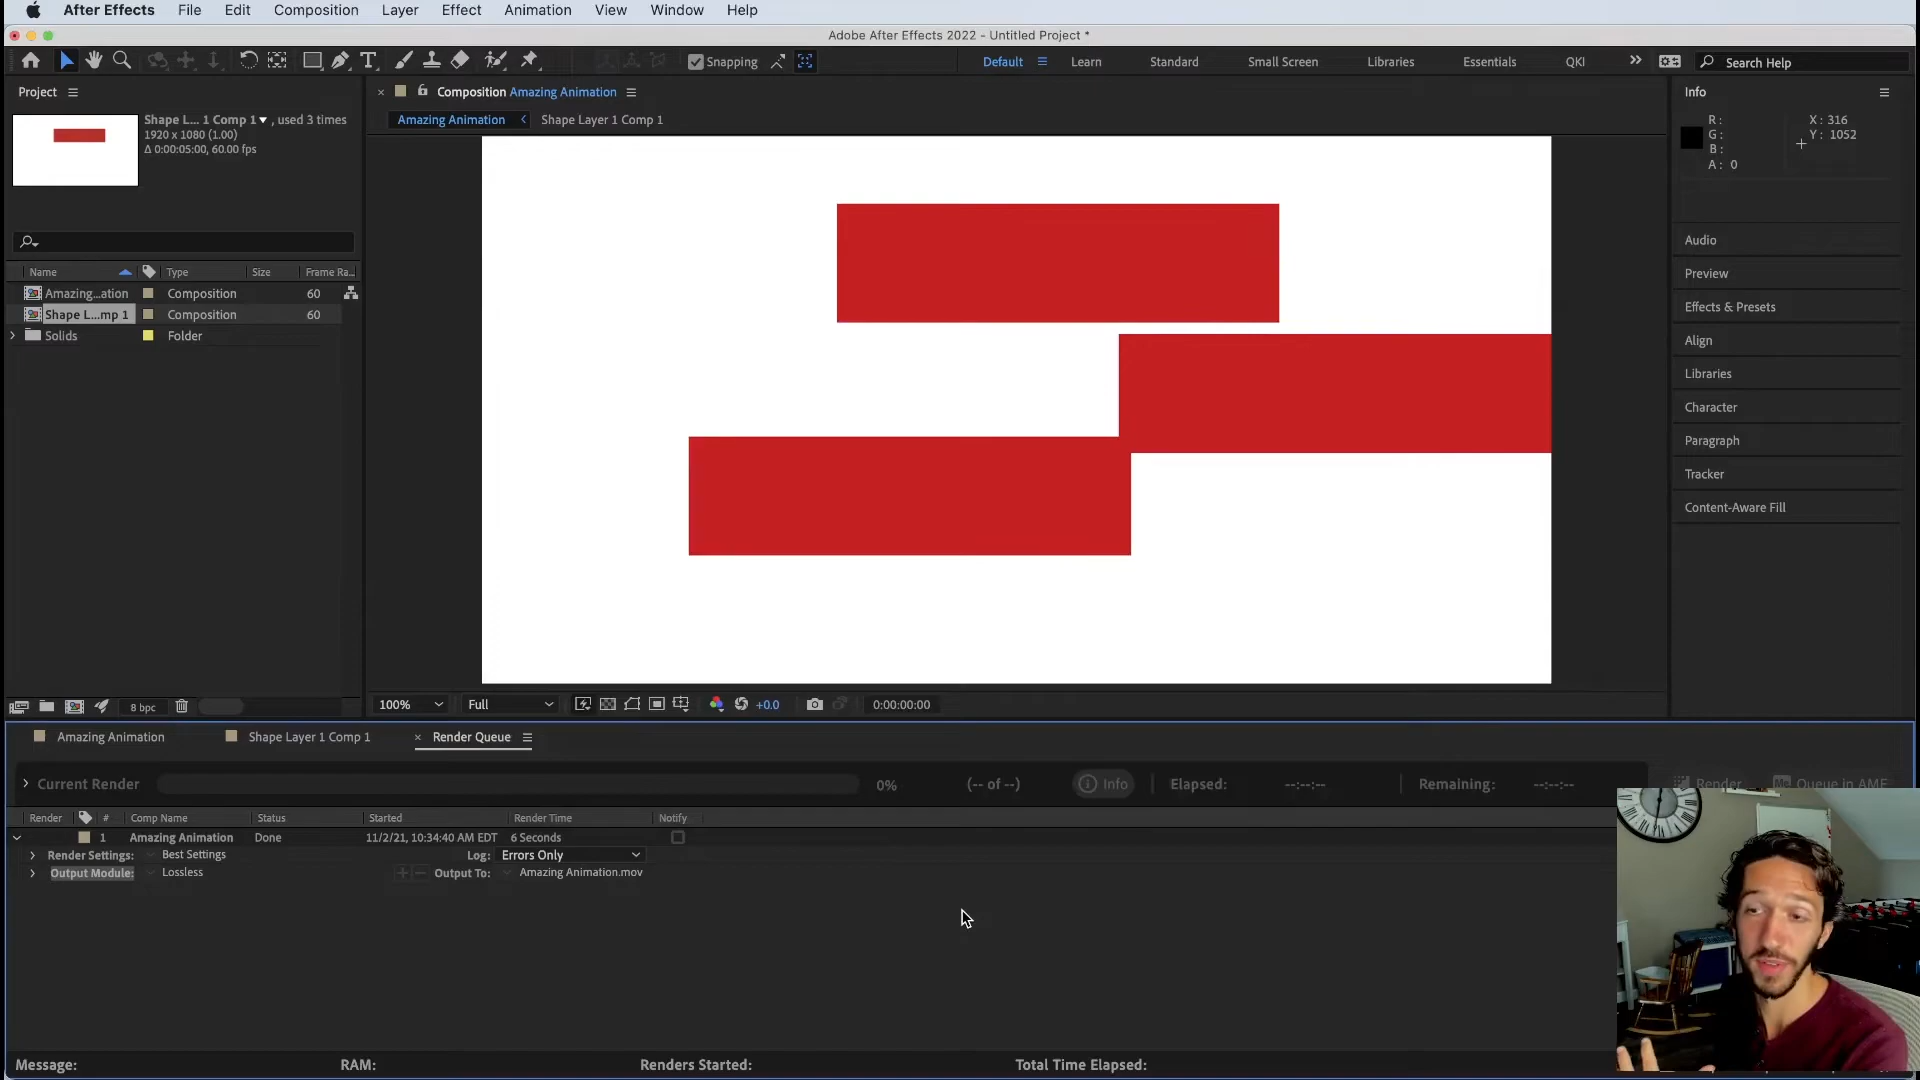 After Effects File Edit Composition Layer Effect Animation View Window Help
Adobe After Effects 2022 - Untitled Project *
Snapping Default Learn Standard Small Screen Libraries Essentials QKI Search Help
Project
Shape L... 1 Comp 1 , used 3 times
1920 x 1080 (1.00)
Δ 0:00:05:00, 60.00 fps
Name Type Size Frame Ra...
Amazing...ation Composition 60
Shape L...mp 1 Composition 60
Solids Folder
8 bpc
Composition Amazing Animation
Amazing Animation Shape Layer 1 Comp 1
100% Full +0.0 0:00:00:00
Info
R: X: 316
G: Y: 1052
B:
A: 0
Audio
Preview
Effects & Presets
Align
Libraries
Character
Paragraph
Tracker
Content-Aware Fill
Amazing Animation Shape Layer 1 Comp 1 Render Queue
Current Render 0% (-- of --) Info Elapsed: --:--:-- Remaining: --:--:-- Render Queue in AME
Render # Comp Name Status Started Render Time Notify
1 Amazing Animation Done 11/2/21, 10:34:40 AM EDT 6 Seconds
Render Settings: Best Settings Log: Errors Only
Output Module: Lossless Output To: Amazing Animation.mov
Message: RAM: Renders Started: Total Time Elapsed: